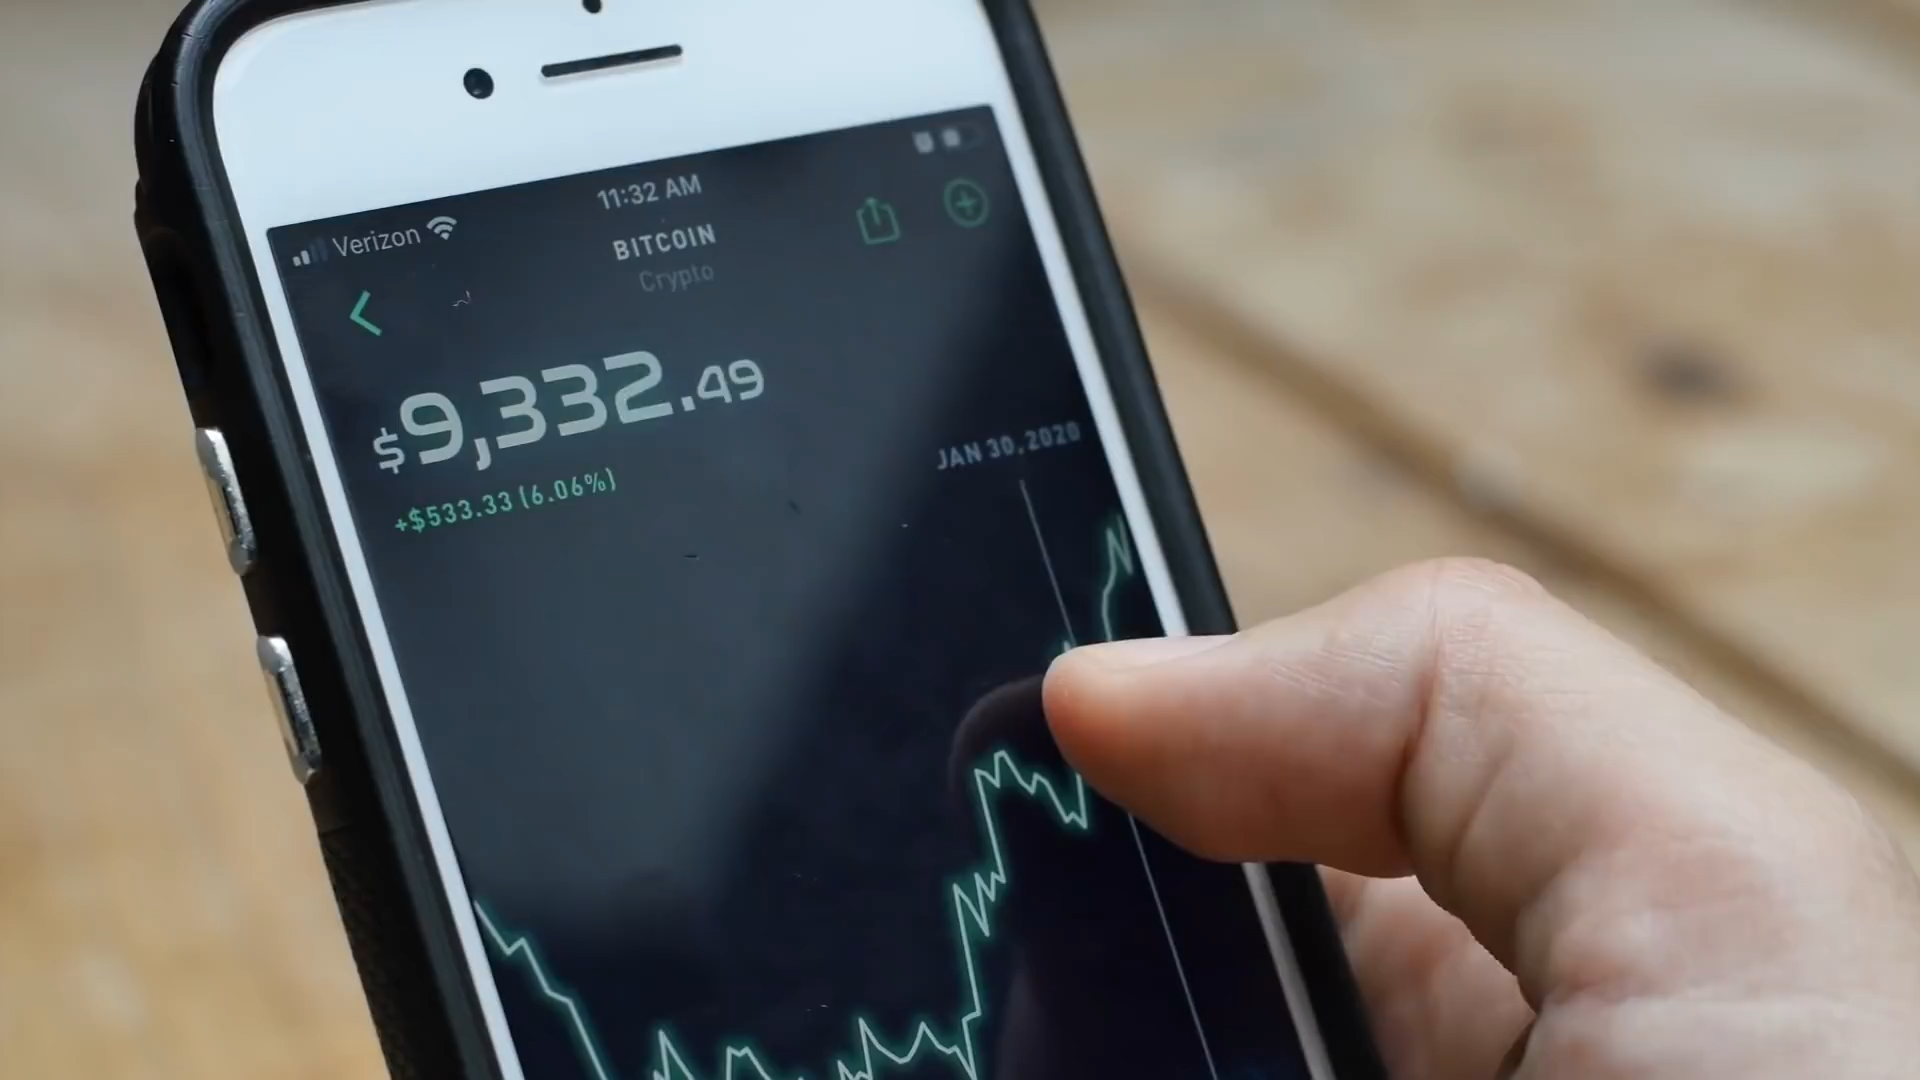 11:32 AM
Verizon
BITCOIN
Crypto
$9,332.49
+$533.33 (6.06%)
JAN 30, 2020